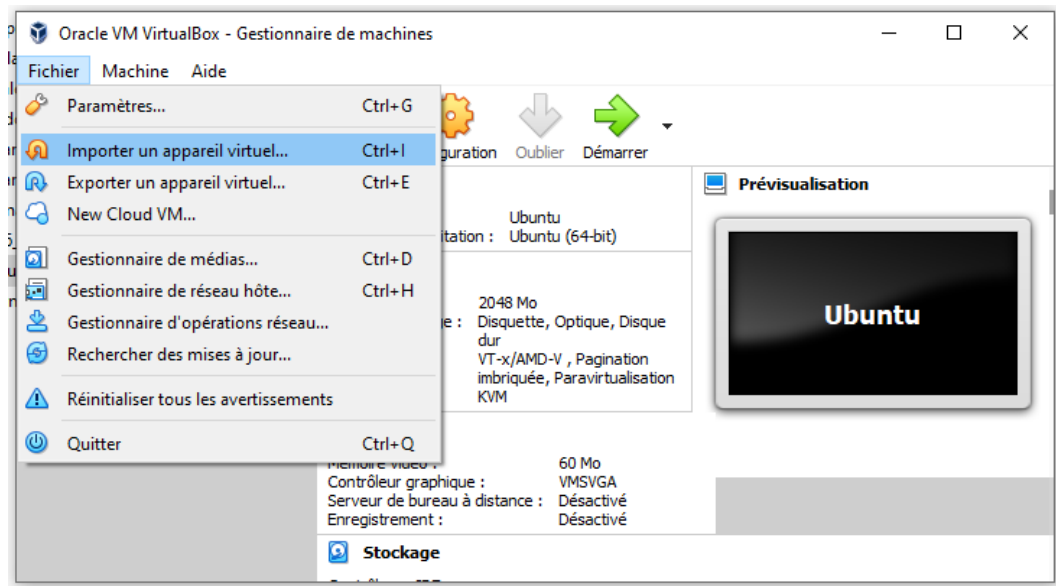 Oracle VM VirtualBox - Gestionnaire de machines
Fichier Machine Aide
Paramètres... Ctrl+G
Importer un appareil virtuel... Ctrl+I
Exporter un appareil virtuel... Ctrl+E
New Cloud VM...
Gestionnaire de médias... Ctrl+D
Gestionnaire de réseau hôte... Ctrl+H
Gestionnaire d'opérations réseau...
Rechercher des mises à jour...
Réinitialiser tous les avertissements
Quitter Ctrl+Q
guration Oublier Démarrer
Ubuntu
itation : Ubuntu (64-bit)
2048 Mo
ge : Disquette, Optique, Disque
dur
VT-x/AMD-V , Pagination
imbriquée, Paravirtualisation
KVM
Mémoire vidéo : 60 Mo
Contrôleur graphique : VMSVGA
Serveur de bureau à distance : Désactivé
Enregistrement : Désactivé
Stockage
Prévisualisation
Ubuntu